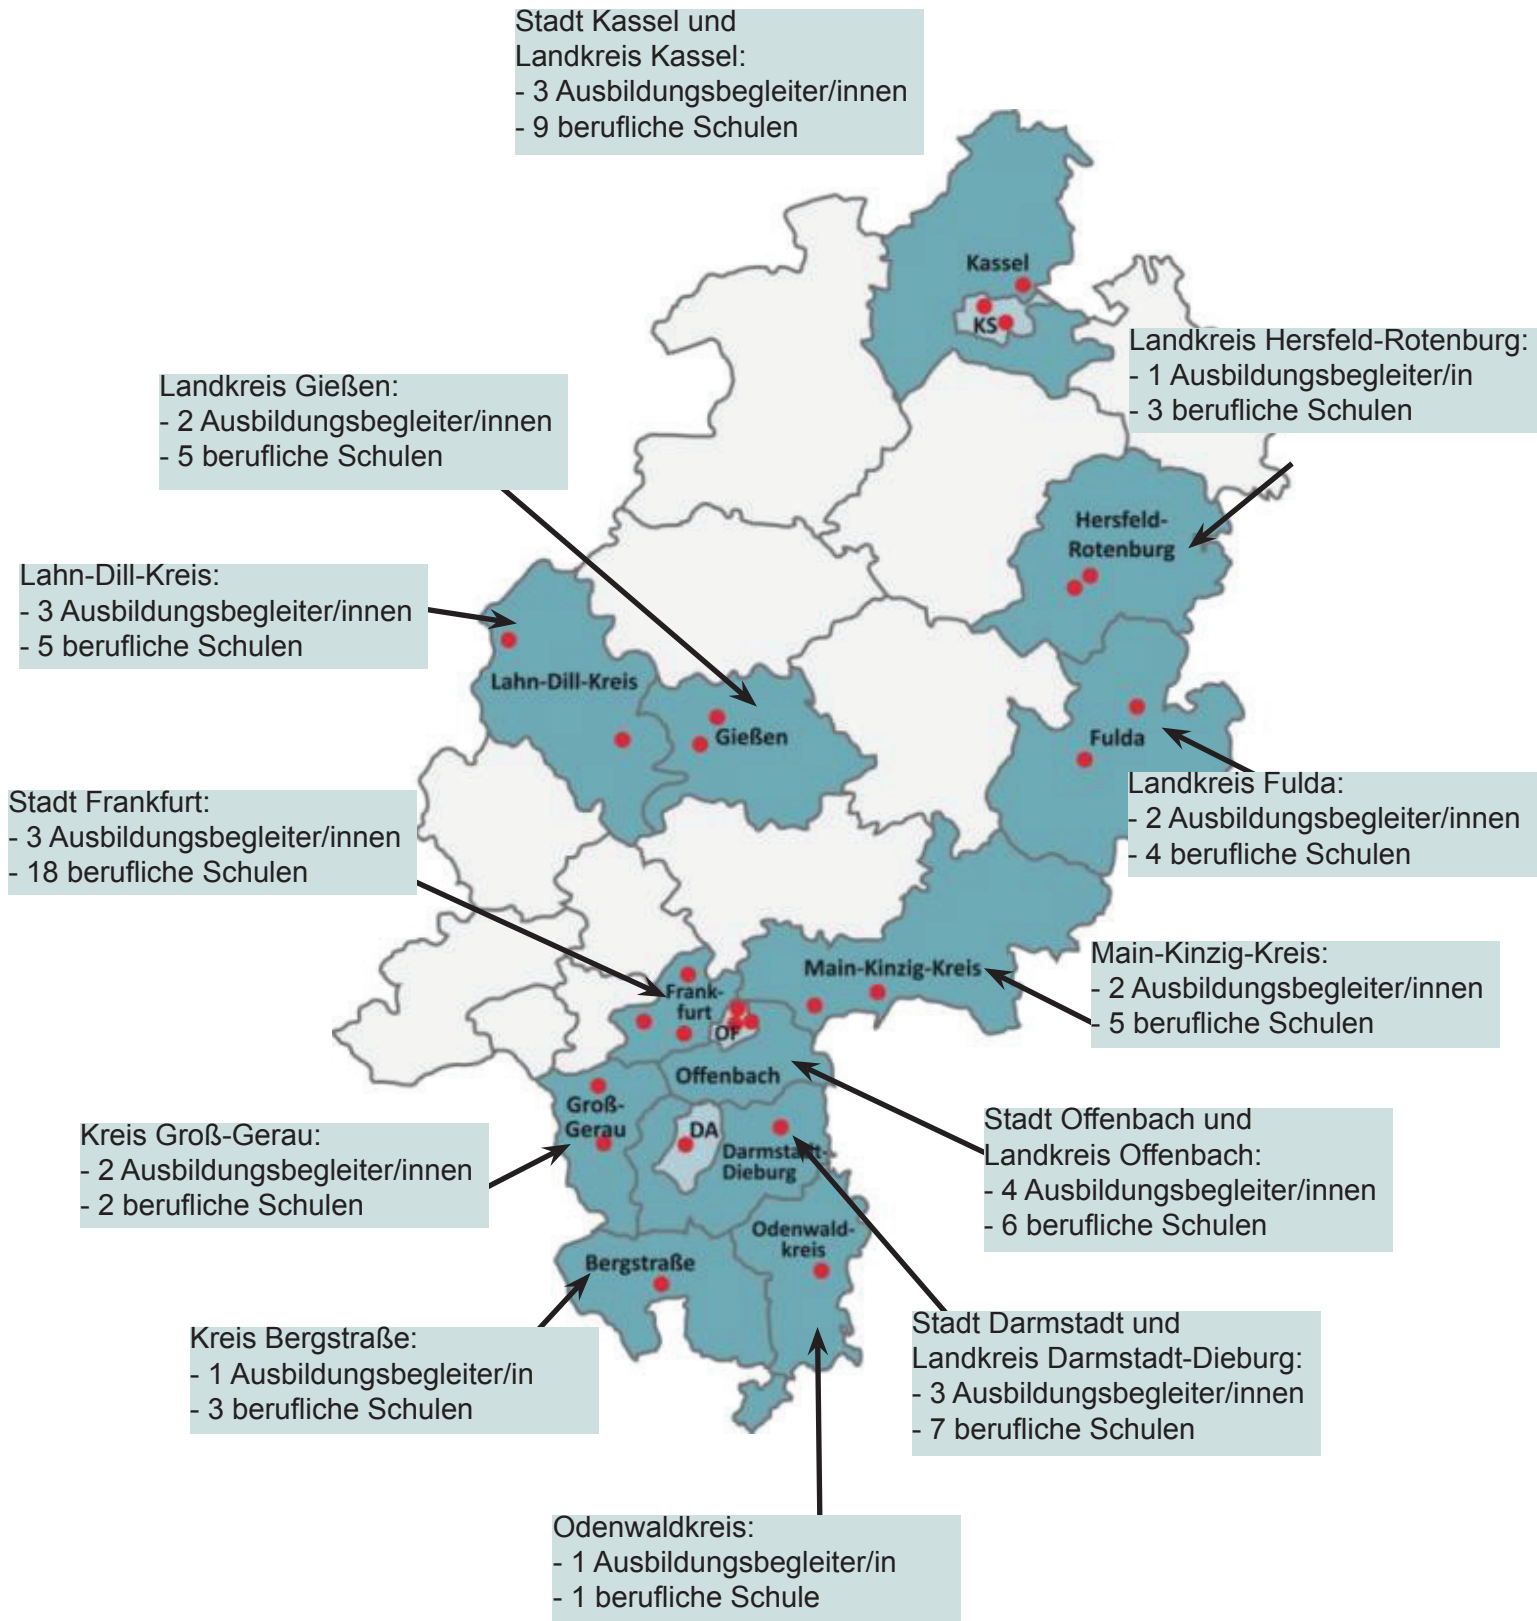 Stadt Kassel und
Landkreis Kassel:
- 3 Ausbildungsbegleiter/innen
- 9 berufliche Schulen
Kassel
KS
Landkreis Hersfeld-Rotenburg:
- 1 Ausbildungsbegleiter/in
- 3 berufliche Schulen
Landkreis Gießen:
- 2 Ausbildungsbegleiter/innen
- 5 berufliche Schulen
Hersfeld-
Rotenburg
Lahn-Dill-Kreis:
- 3 Ausbildungsbegleiter/innen
- 5 berufliche Schulen
Lahn-Dill-Kreis
Gießen
Fulda
Landkreis Fulda:
- 2 Ausbildungsbegleiter/innen
- 4 berufliche Schulen
Stadt Frankfurt:
- 3 Ausbildungsbegleiter/innen
- 18 berufliche Schulen
Main-Kinzig-Kreis
Main-Kinzig-Kreis:
- 2 Ausbildungsbegleiter/innen
- 5 berufliche Schulen
Frank-
furt
OF
Offenbach
Groß-
Gerau
DA
Darmstadt-
Dieburg
Kreis Groß-Gerau:
- 2 Ausbildungsbegleiter/innen
- 2 berufliche Schulen
Stadt Offenbach und
Landkreis Offenbach:
- 4 Ausbildungsbegleiter/innen
- 6 berufliche Schulen
Odenwald-
kreis
Bergstraße
Kreis Bergstraße:
- 1 Ausbildungsbegleiter/in
- 3 berufliche Schulen
Stadt Darmstadt und
Landkreis Darmstadt-Dieburg:
- 3 Ausbildungsbegleiter/innen
- 7 berufliche Schulen
Odenwaldkreis:
- 1 Ausbildungsbegleiter/in
- 1 berufliche Schule